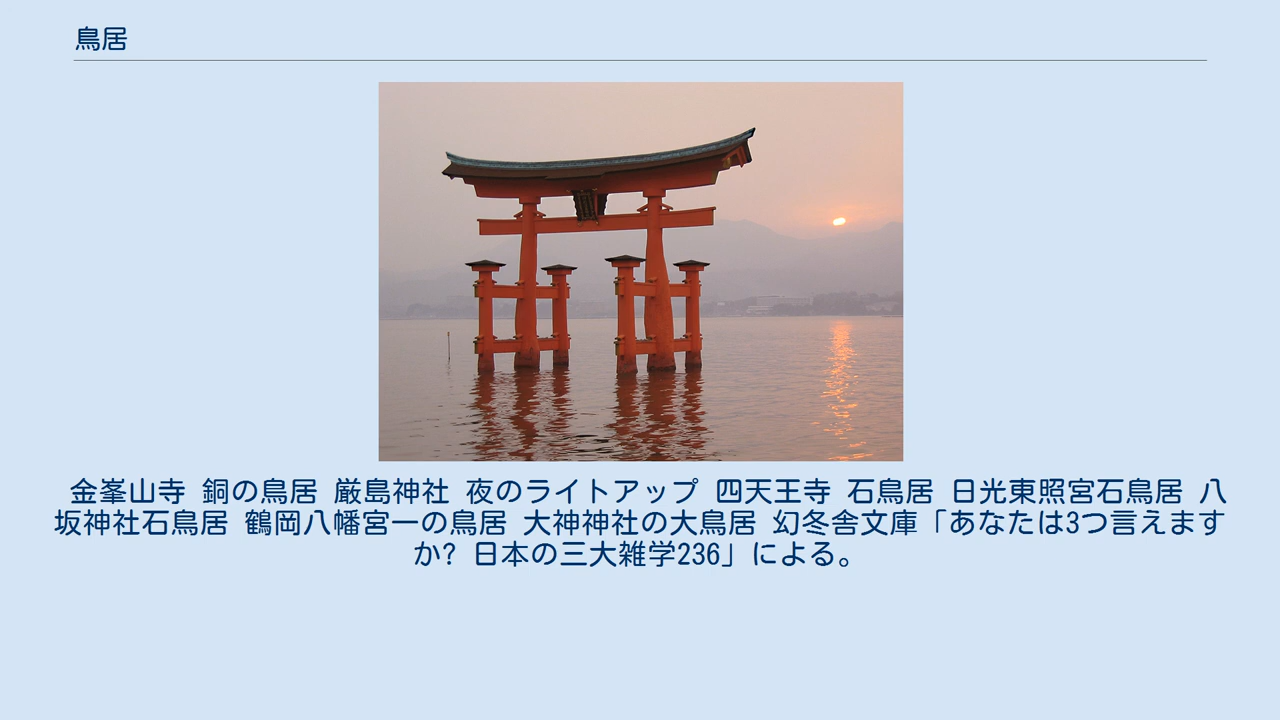 鳥居
金峯山寺 銅の鳥居 厳島神社 夜のライトアップ 四天王寺 石鳥居 日光東照宮石鳥居 八
坂神社石鳥居 鶴岡八幡宮一の鳥居 大神神社の大鳥居 幻冬舎文庫「あなたは3つ言えます
か? 日本の三大雑学236」による。